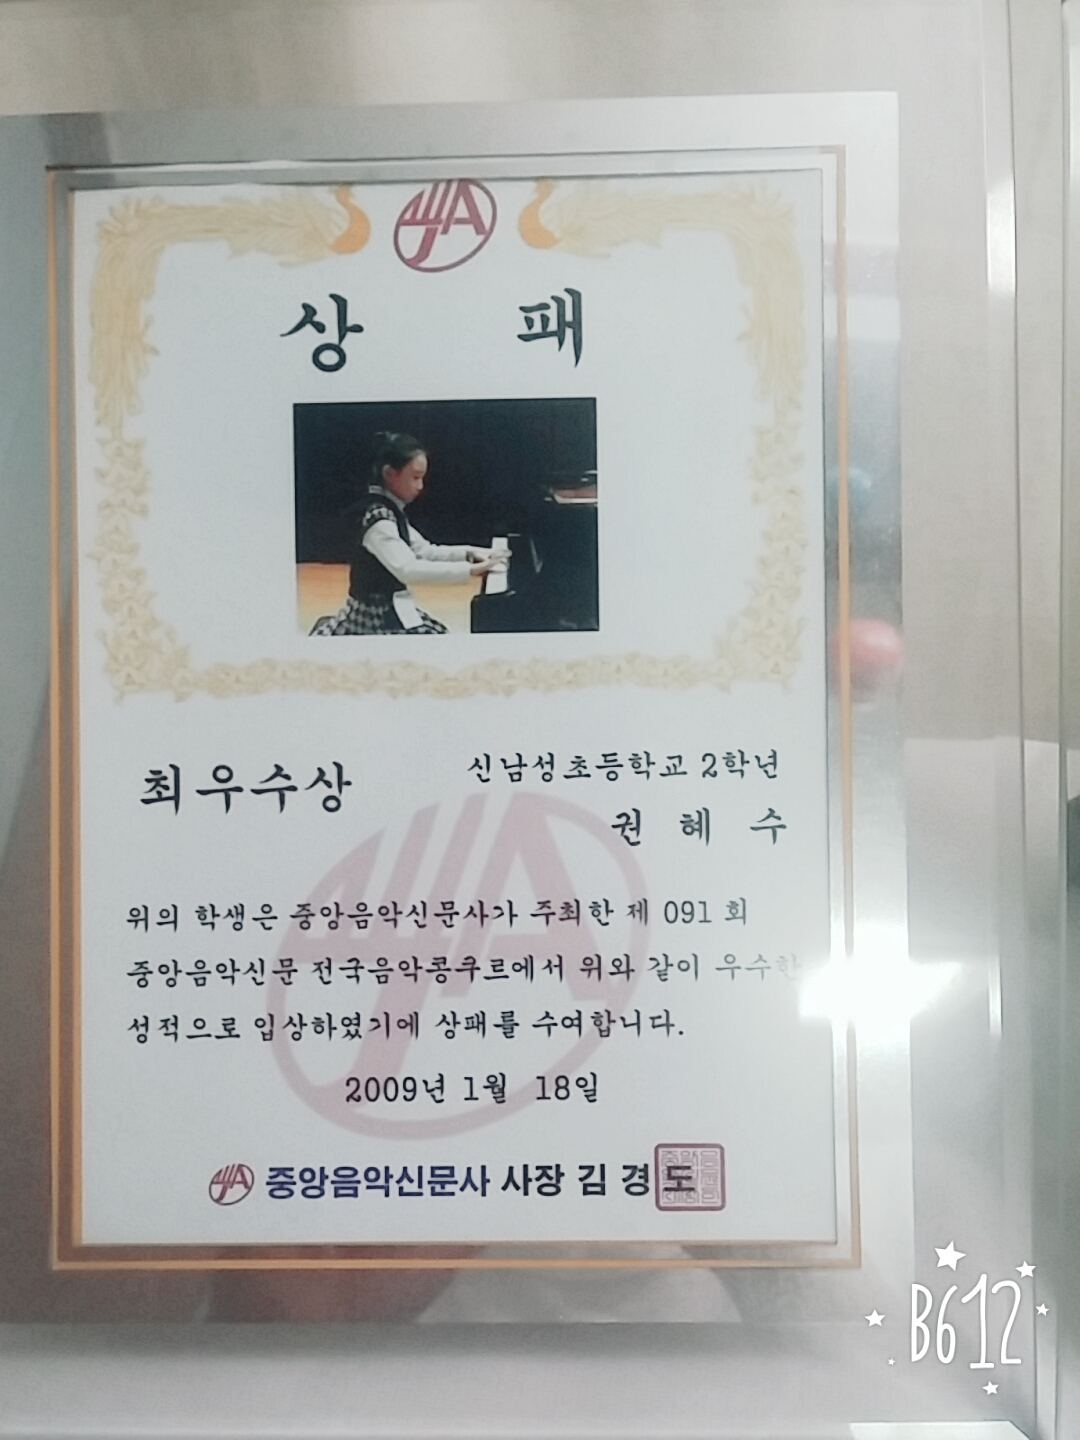 상 패
최우수상
신남성초등학교 2학년
권 혜 수
위의 학생은 중앙음악신문사가 주최한 제 091 회
중앙음악신문 전국음악콩쿠르에서 위와 같이 우수한
성적으로 입상하였기에 상패를 수여합니다.
2009년 1월 18일
중앙음악신문사 사장 김 경 도
B612